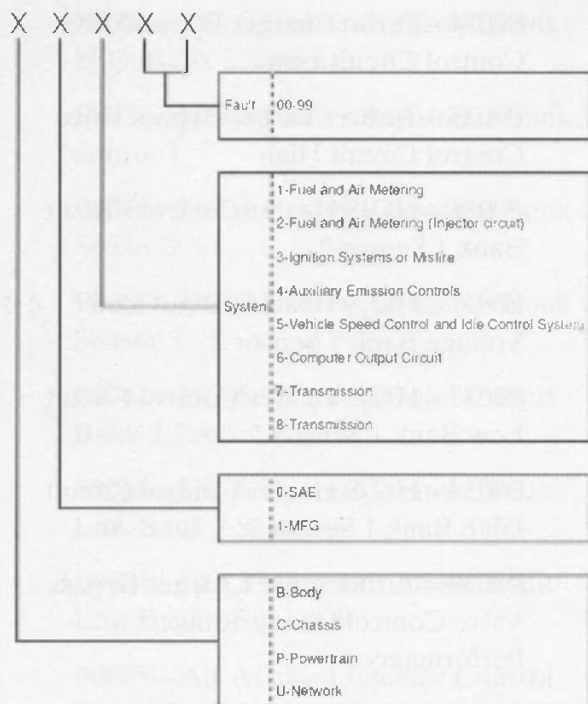 X X X X X
Fault 00-99
1-Fuel and Air Metering
2-Fuel and Air Metering (Injector circuit)
3-Ignition Systems or Misfire
4-Auxiliary Emission Controls
System 5-Vehicle Speed Control and Idle Control System
6-Computer Output Circuit
7-Transmission
8-Transmission
0-SAE
1-MFG
B-Body
C-Chassis
P-Powertrain
U-Network